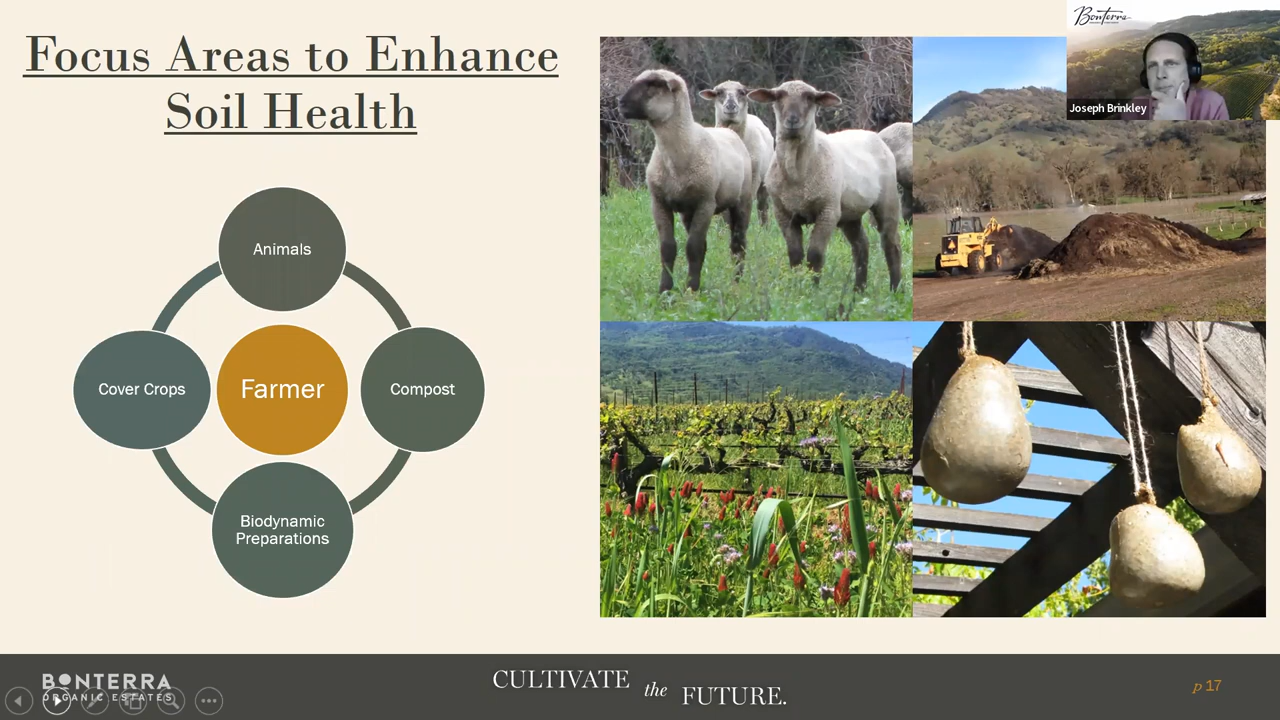 Focus Areas to Enhance
Soil Health
Animals
Cover Crops
Farmer
Compost
Biodynamic
Preparations
Bonterra
Joseph Brinkley
BONTERRA
ORGANIC ESTATES
CULTIVATE the FUTURE.
p 17